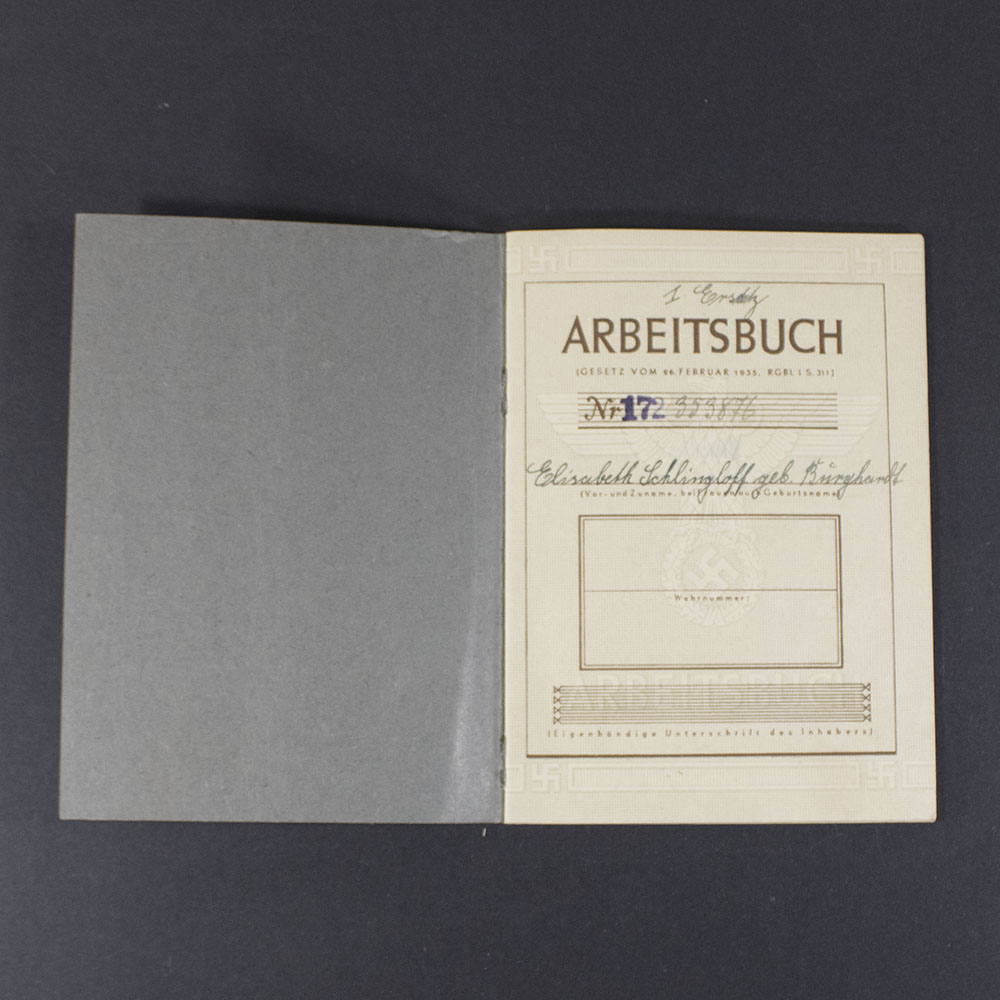 1 Ersatz
ARBEITSBUCH
(GESETZ VOM 26. FEBRUAR 1935, RGBL. I S. 311)
Nr 172 353876
Elisabeth Schlingloff geb. Burghardt
(Vor- und Zuname, bei Frauen auch Geburtsname)
Wehrnummer:
ARBEITSBUCH
(Eigenhändige Unterschrift des Inhabers)